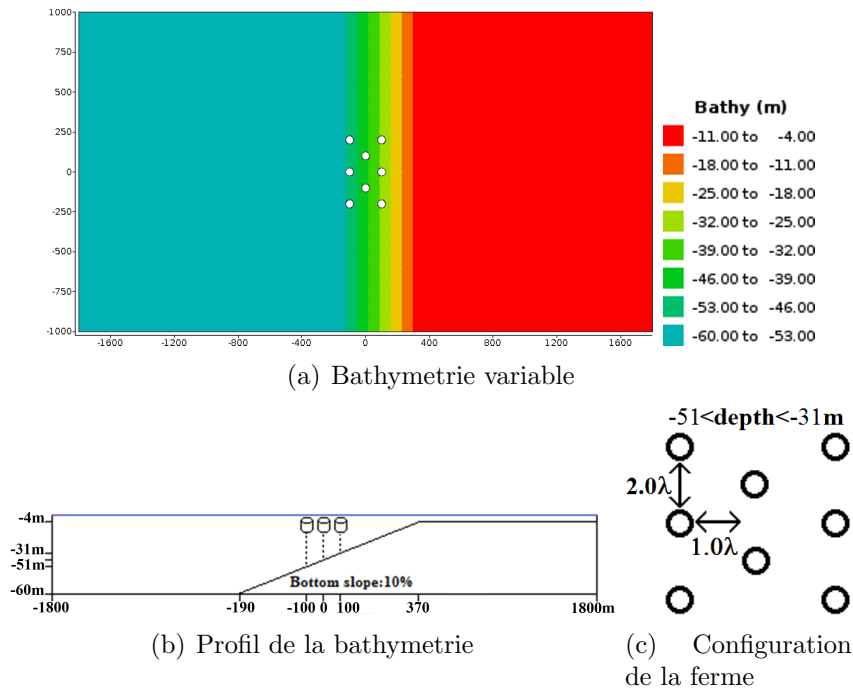 1000
750
500
250
0
-250
-500
-750
-1000
-1600 -1200 -800 -400 0 400 800 1200 1600
Bathy (m)
-11.00 to -4.00
-18.00 to -11.00
-25.00 to -18.00
-32.00 to -25.00
-39.00 to -32.00
-46.00 to -39.00
-53.00 to -46.00
-60.00 to -53.00
(a) Bathymetrie variable
-4m
-31m
-51m
-60m
Bottom slope:10%
-1800 -190 -100 0 100 370 1800m
(b) Profil de la bathymetrie
-51<depth<-31m
2.0λ
1.0λ
(c) Configuration
de la ferme